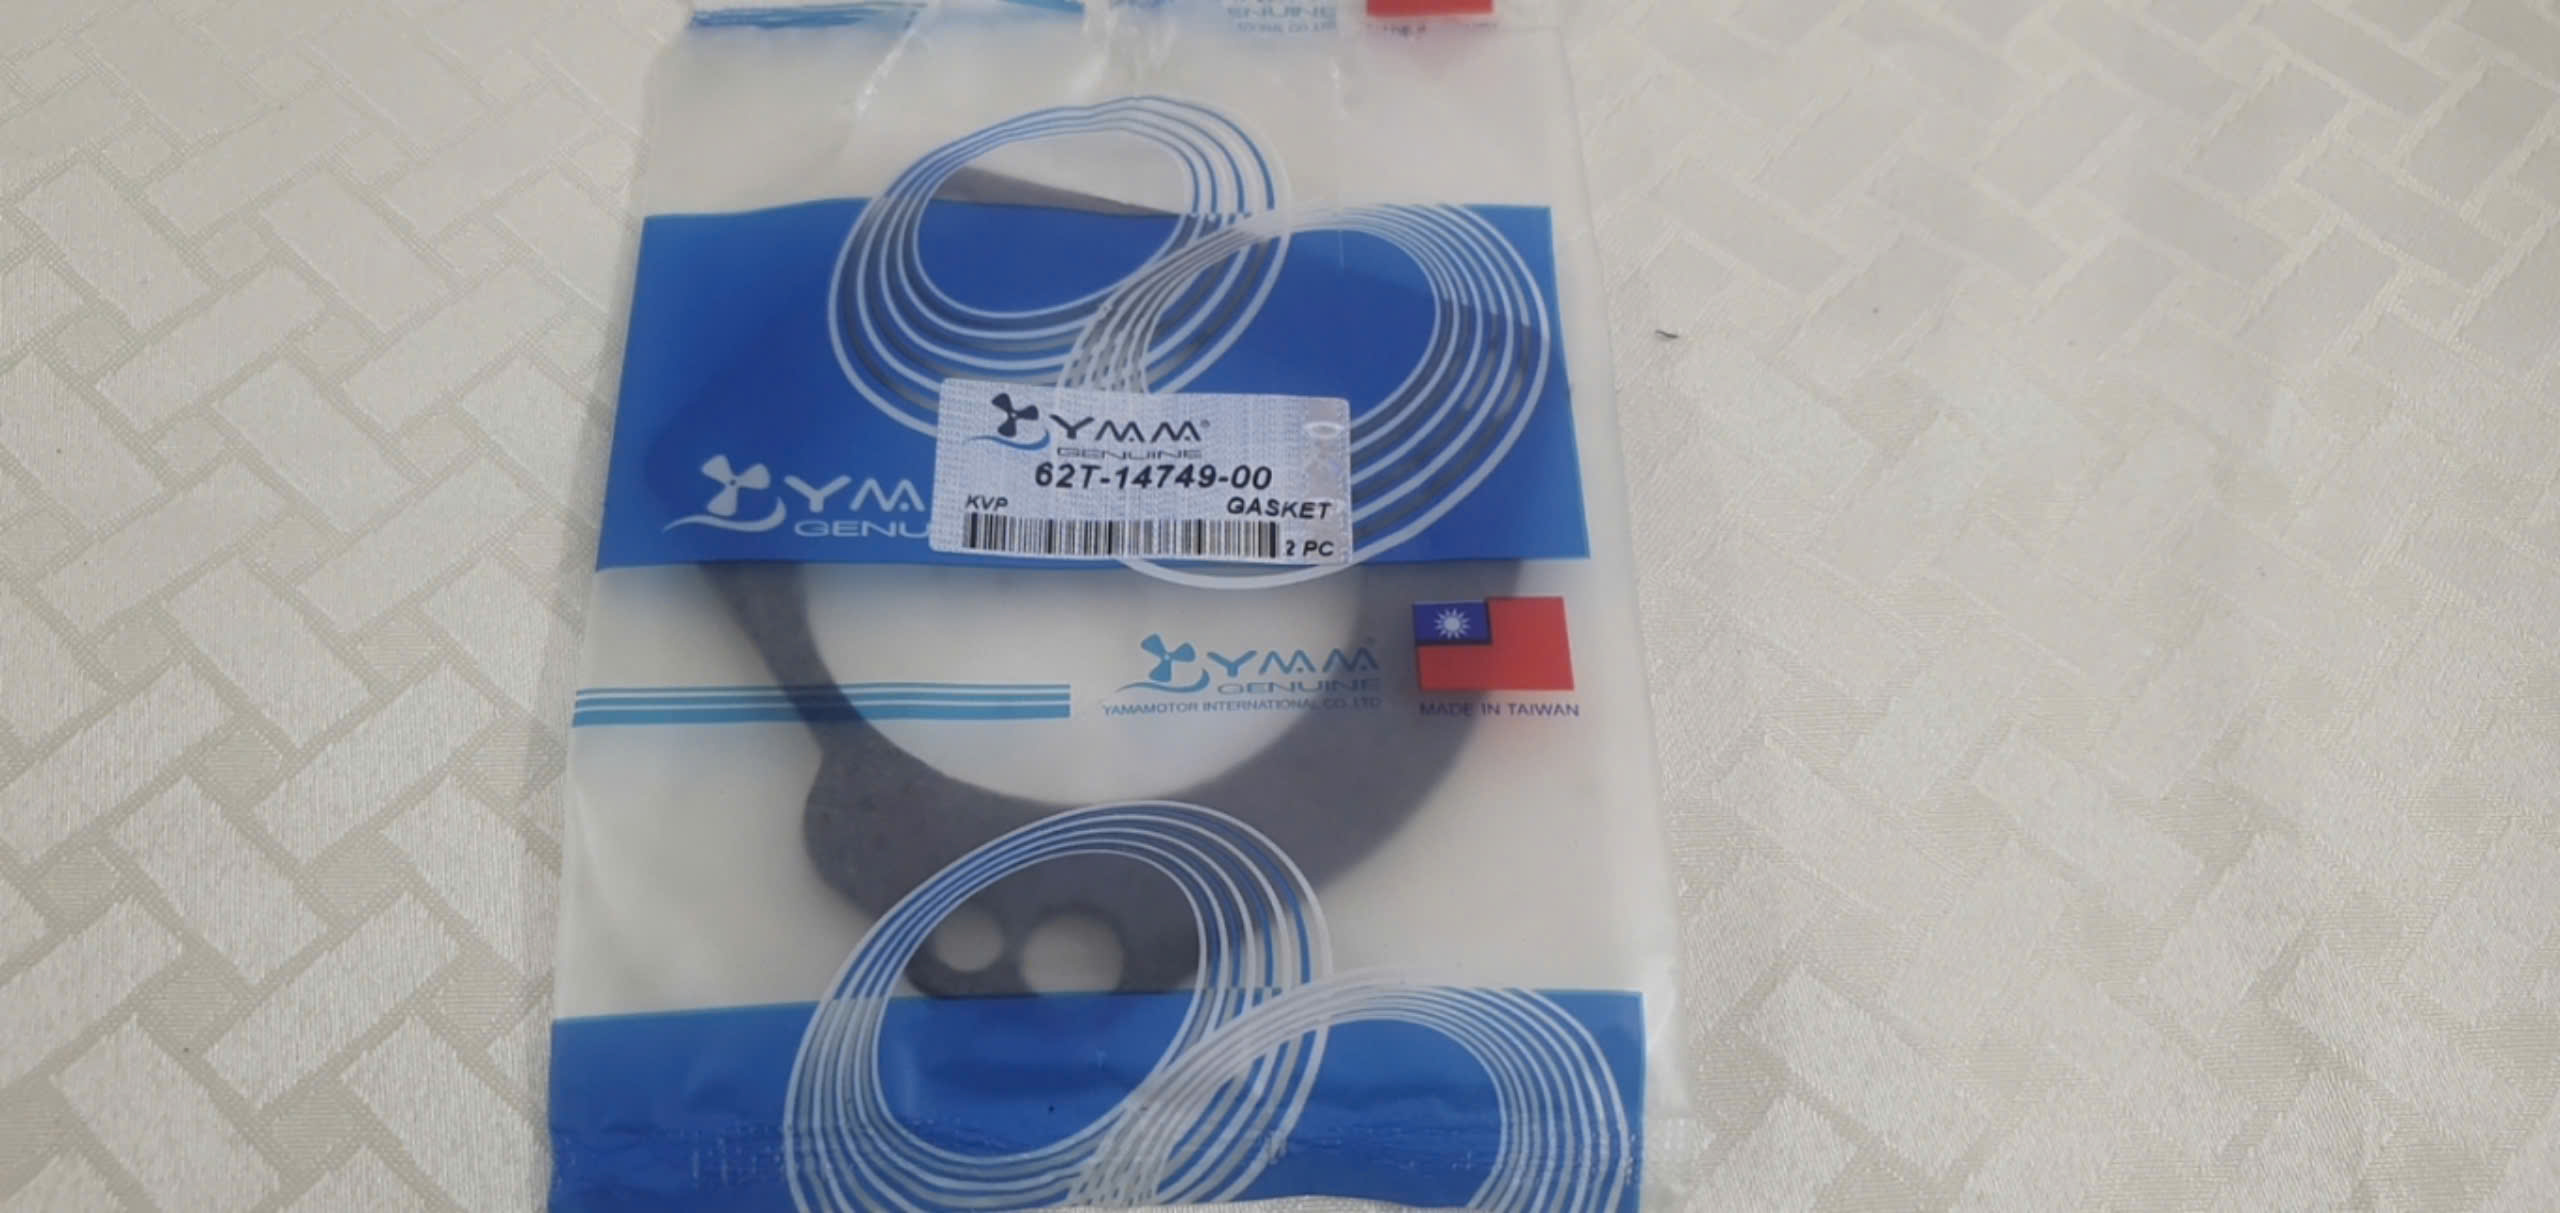 YMM®
GENUINE
62T-14749-00
KVP GASKET
2 PC
YMM
GENU
YMM
GENUINE
YAMAMOTOR INTERNATIONAL CO.,LTD
MADE IN TAIWAN